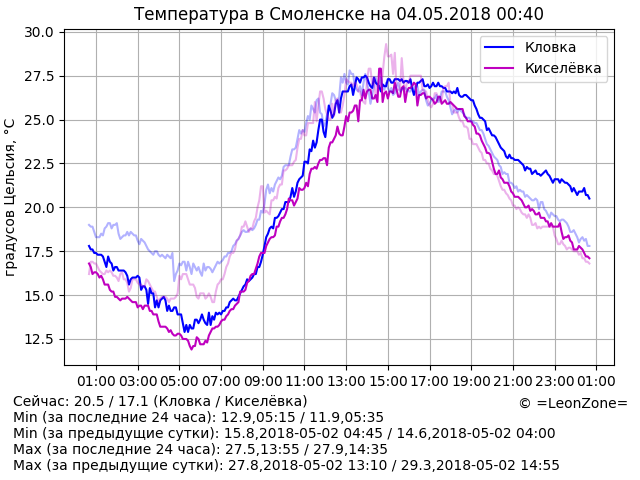 Температура в Смоленске на 04.05.2018 00:40
градусов Цельсия, °C
30.0
27.5
25.0
22.5
20.0
17.5
15.0
12.5
Кловка
Киселёвка
01:00 03:00 05:00 07:00 09:00 11:00 13:00 15:00 17:00 19:00 21:00 23:00 01:00
Сейчас: 20.5 / 17.1 (Кловка / Киселёвка)
© =LeonZone=
Min (за последние 24 часа): 12.9,05:15 / 11.9,05:35
Min (за предыдущие сутки): 15.8,2018-05-02 04:45 / 14.6,2018-05-02 04:00
Max (за последние 24 часа): 27.5,13:55 / 27.9,14:35
Max (за предыдущие сутки): 27.8,2018-05-02 13:10 / 29.3,2018-05-02 14:55